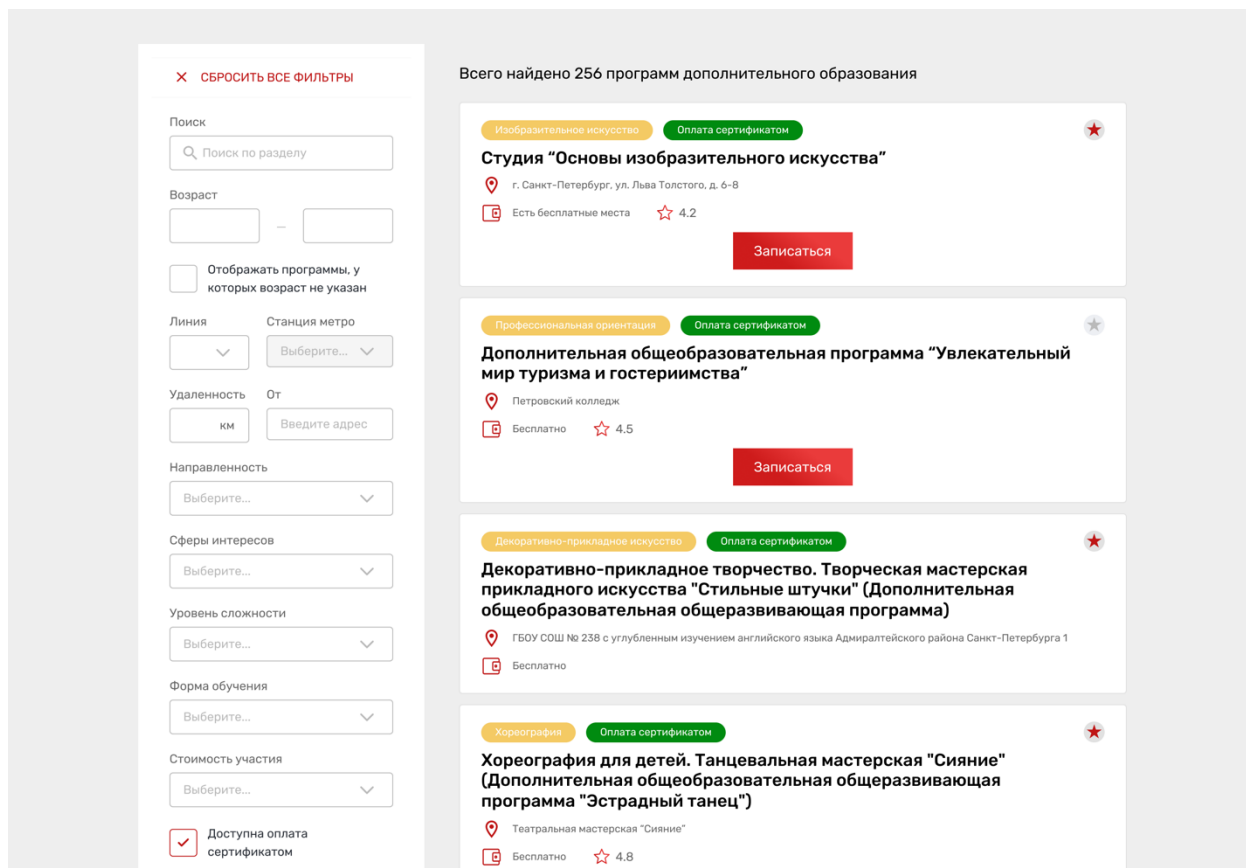 СБРОСИТЬ ВСЕ ФИЛЬТРЫ
Поиск
Поиск по разделу
Возраст
–
Отображать программы, у
которых возраст не указан
Линия Станция метро
Выберите...
Удаленность От
км Введите адрес
Направленность
Выберите...
Сферы интересов
Выберите...
Уровень сложности
Выберите...
Форма обучения
Выберите...
Стоимость участия
Выберите...
Доступна оплата
сертификатом
Всего найдено 256 программ дополнительного образования
Изобразительное искусство Оплата сертификатом
Студия “Основы изобразительного искусства”
г. Санкт-Петербург, ул. Льва Толстого, д. 6-8
Есть бесплатные места 4.2
Записаться
Профессиональная ориентация Оплата сертификатом
Дополнительная общеобразовательная программа “Увлекательный
мир туризма и гостериимства”
Петровский колледж
Бесплатно 4.5
Записаться
Декоративно-прикладное искусство Оплата сертификатом
Декоративно-прикладное творчество. Творческая мастерская
прикладного искусства "Стильные штучки" (Дополнительная
общеобразовательная общеразвивающая программа)
ГБОУ СОШ № 238 с углубленным изучением английского языка Адмиралтейского района Санкт-Петербурга 1
Бесплатно
Хореография Оплата сертификатом
Хореография для детей. Танцевальная мастерская "Сияние"
(Дополнительная общеобразовательная общеразвивающая
программа "Эстрадный танец")
Театральная мастерская “Сияние”
Бесплатно 4.8